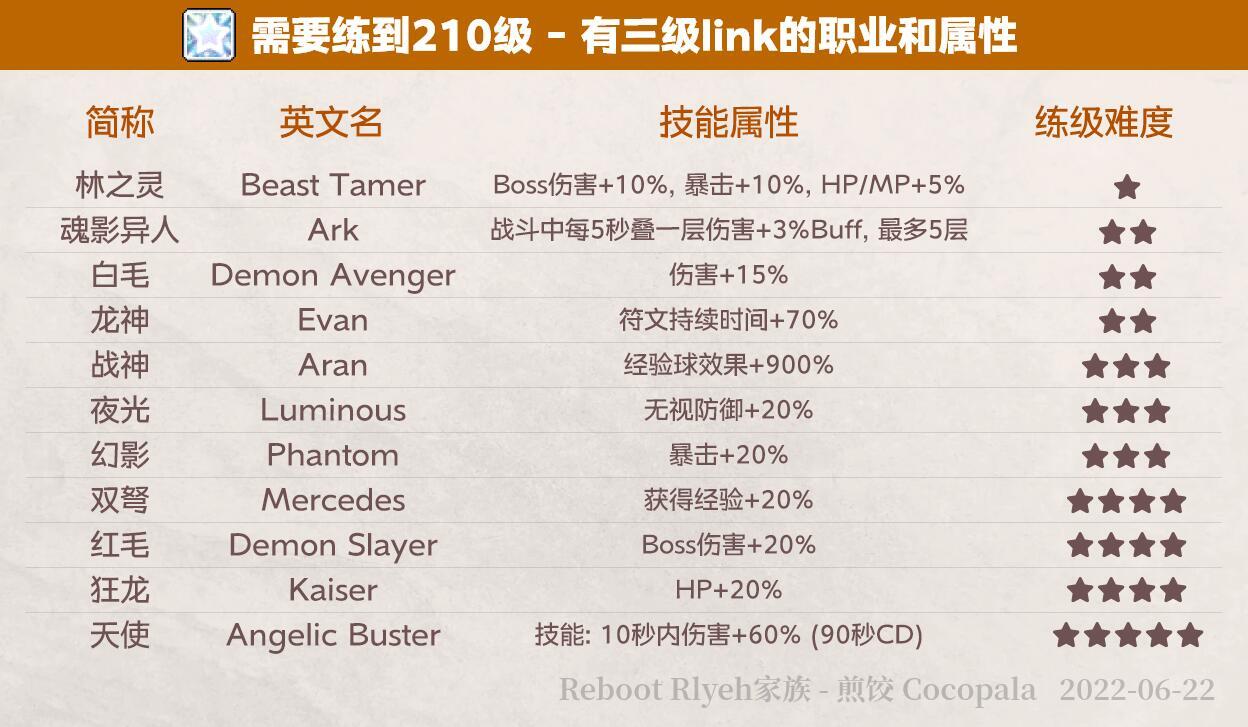 需要练到210级 - 有三级link的职业和属性
简称 英文名 技能属性 练级难度
林之灵 Beast Tamer Boss伤害+10%, 暴击+10%, HP/MP+5% ★
魂影异人 Ark 战斗中每5秒叠一层伤害+3%Buff, 最多5层 ★★
白毛 Demon Avenger 伤害+15% ★★
龙神 Evan 符文持续时间+70% ★★
战神 Aran 经验球效果+900% ★★★
夜光 Luminous 无视防御+20% ★★★
幻影 Phantom 暴击+20% ★★★
双弩 Mercedes 获得经验+20% ★★★★
红毛 Demon Slayer Boss伤害+20% ★★★★
狂龙 Kaiser HP+20% ★★★★
天使 Angelic Buster 技能: 10秒内伤害+60% (90秒CD) ★★★★★
Reboot Rlyeh家族 - 煎饺 Cocopala 2022-06-22